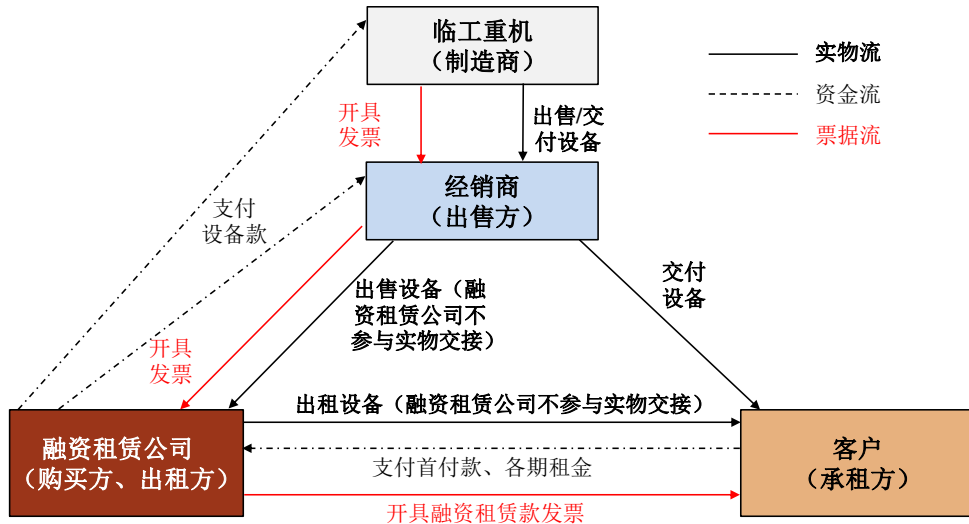 临工重机
（制造商）
实物流
资金流
票据流
开具
发票
出售/交
付设备
经销商
（出售方）
支付
设备款
交付
设备
出售设备（融
资租赁公司不
参与实物交接）
开具
发票
出租设备（融资租赁公司不参与实物交接）
融资租赁公司
（购买方、出租方）
客户
（承租方）
支付首付款、各期租金
开具融资租赁款发票